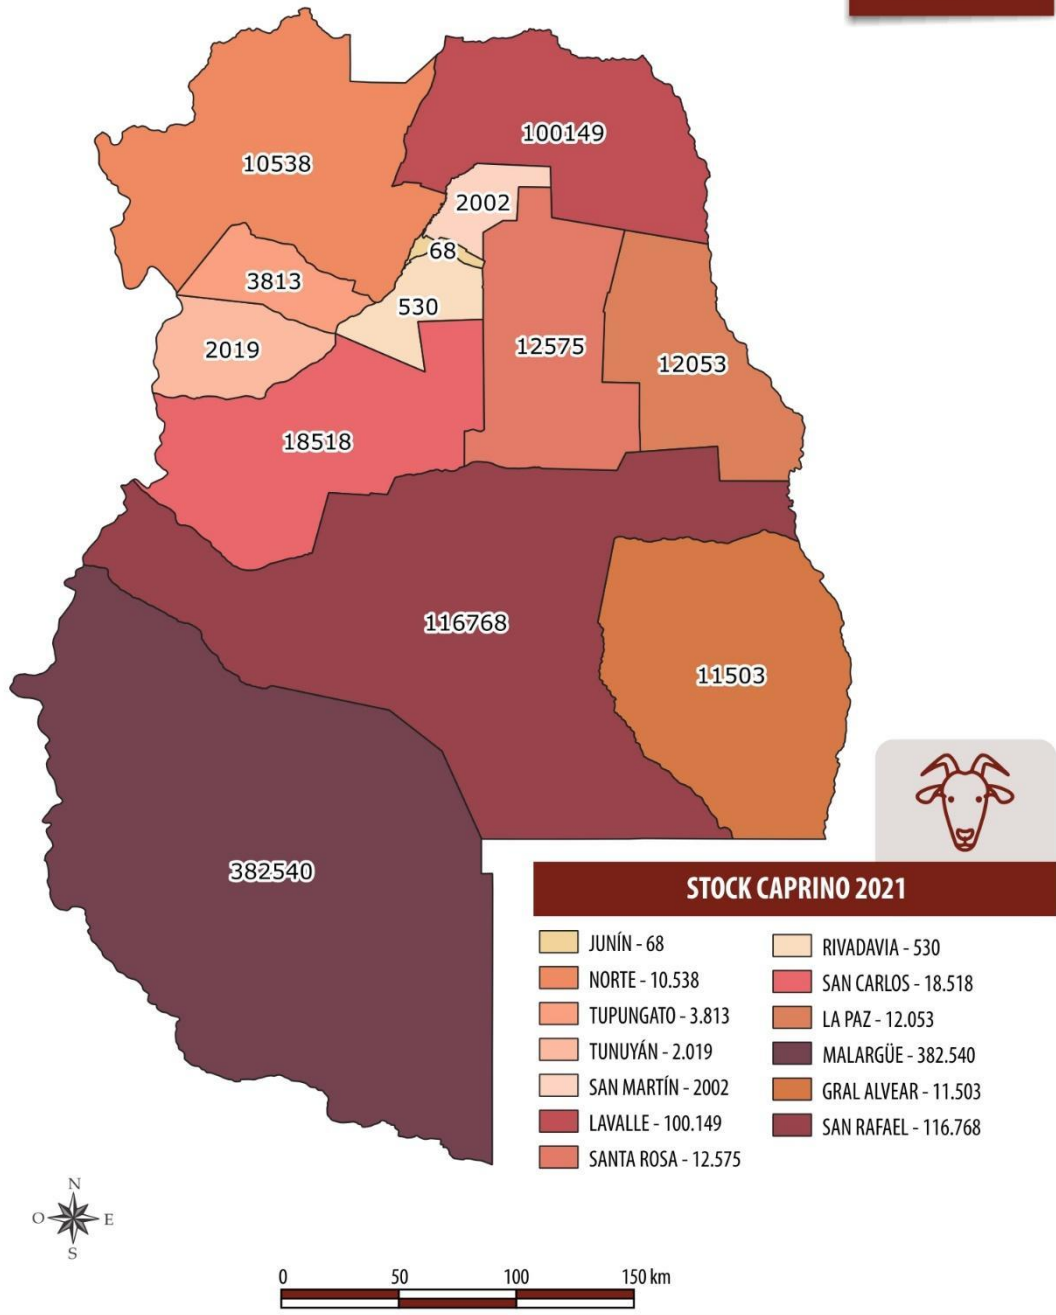 100149
10538
2002
68
3813
530
2019
12575
12053
18518
116768
11503
382540
STOCK CAPRINO 2021
JUNÍN - 68
NORTE - 10.538
TUPUNGATO - 3.813
TUNUYÁN - 2.019
SAN MARTÍN - 2002
LAVALLE - 100.149
SANTA ROSA - 12.575
RIVADAVIA - 530
SAN CARLOS - 18.518
LA PAZ - 12.053
MALARGÜE - 382.540
GRAL ALVEAR - 11.503
SAN RAFAEL - 116.768
N
O E
S
0 50 100 150 km